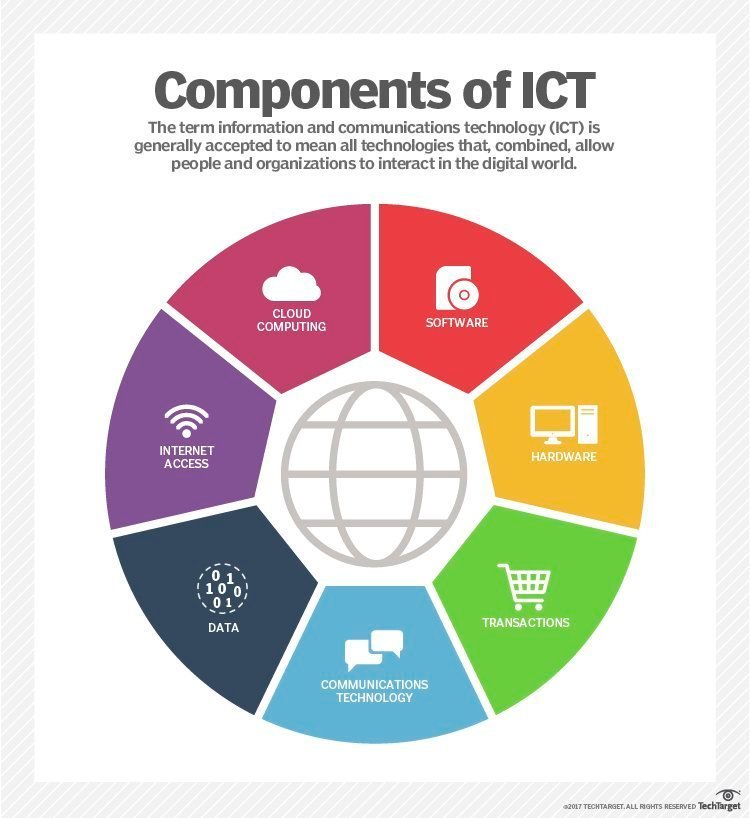 Components of ICT
The term information and communications technology (ICT) is
generally accepted to mean all technologies that, combined, allow
people and organizations to interact in the digital world.
CLOUD
COMPUTING
SOFTWARE
INTERNET
ACCESS
HARDWARE
0 1
1 0 0
0 1
DATA
TRANSACTIONS
COMMUNICATIONS
TECHNOLOGY
©2017 TECHTARGET. ALL RIGHTS RESERVED TechTarget